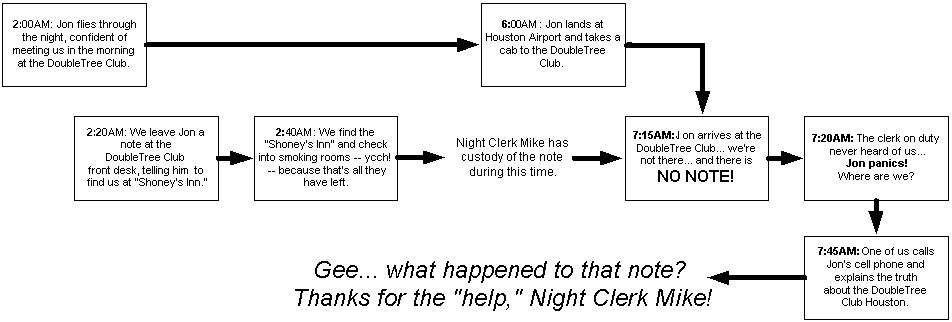 2:00AM: Jon flies through
the night, confident of
meeting us in the morning
at the DoubleTree Club.
6:00AM : Jon lands at
Houston Airport and takes a
cab to the DoubleTree
Club.
2:20AM: We leave Jon a
note at the
DoubleTree Club
front desk, telling him to
find us at "Shoney's Inn."
2:40AM: We find the
"Shoney's Inn" and check
into smoking rooms -- ycch!
-- because that's all they
have left.
Night Clerk Mike has
custody of the note
during this time.
7:15AM: Jon arrives at the
DoubleTree Club... we're
not there... and there is
NO NOTE!
7:20AM: The clerk on duty
never heard of us...
Jon panics!
Where are we?
7:45AM: One of us calls
Jon's cell phone and
explains the truth
about the DoubleTree
Club Houston.
Gee... what happened to that note?
Thanks for the "help," Night Clerk Mike!